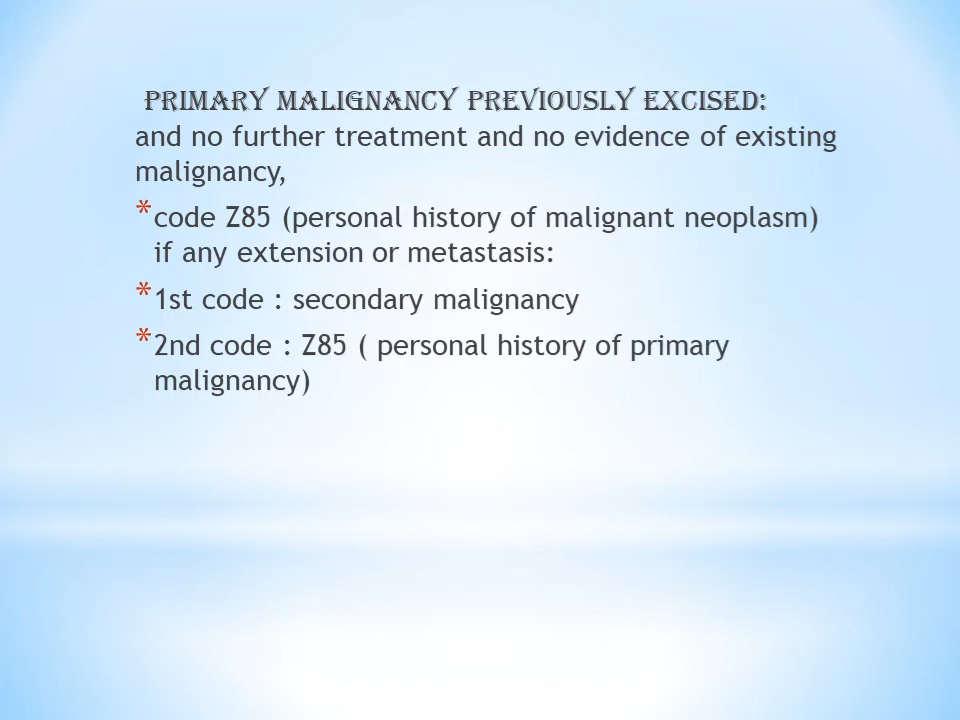 PRIMARY MALIGNANCY PREVIOUSLY EXCISED:
and no further treatment and no evidence of existing
malignancy,
* code Z85 (personal history of malignant neoplasm)
if any extension or metastasis:
* 1st code : secondary malignancy
* 2nd code : Z85 ( personal history of primary
malignancy)